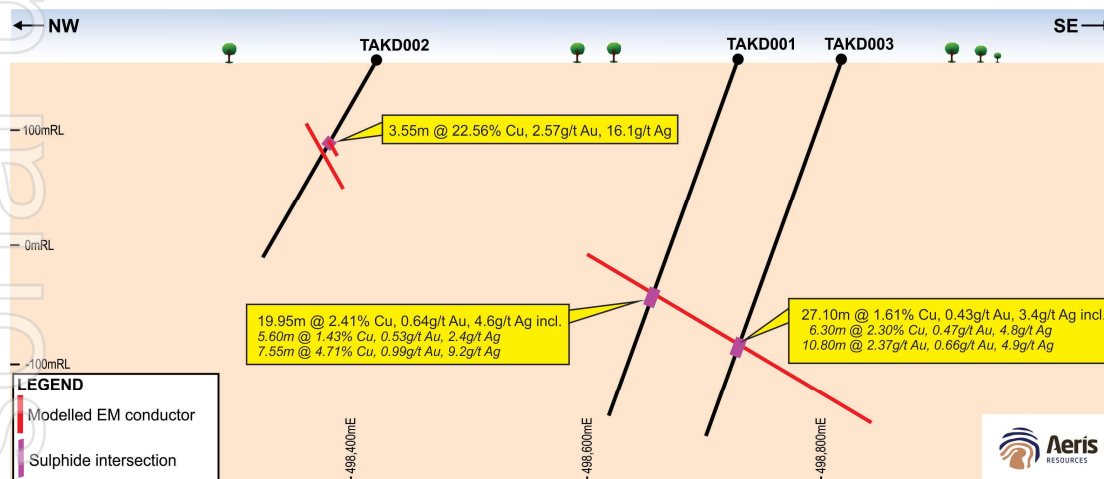 NW
SE
TAKD002
TAKD001
TAKD003
3.55m @ 22.56% Cu, 2.57g/t Au, 16.1g/t Ag
100mRL
0mRL
19.95m @ 2.41% Cu, 0.64g/t Au, 4.6g/t Ag incl.
5.60m @ 1.43% Cu, 0.53g/t Au, 2.4g/t Ag
7.55m @ 4.71% Cu, 0.99g/t Au, 9.2g/t Ag
27.10m @ 1.61% Cu, 0.43g/t Au, 3.4g/t Ag incl.
6.30m @ 2.30% Cu, 0.47g/t Au, 4.8g/t Ag
10.80m @ 2.37g/t Au, 0.66g/t Au, 4.9g/t Ag
-100mRL
LEGEND
Modelled EM conductor
Sulphide intersection
498,400mE
498,600mE
498,800mE
Aeris
RESOURCES